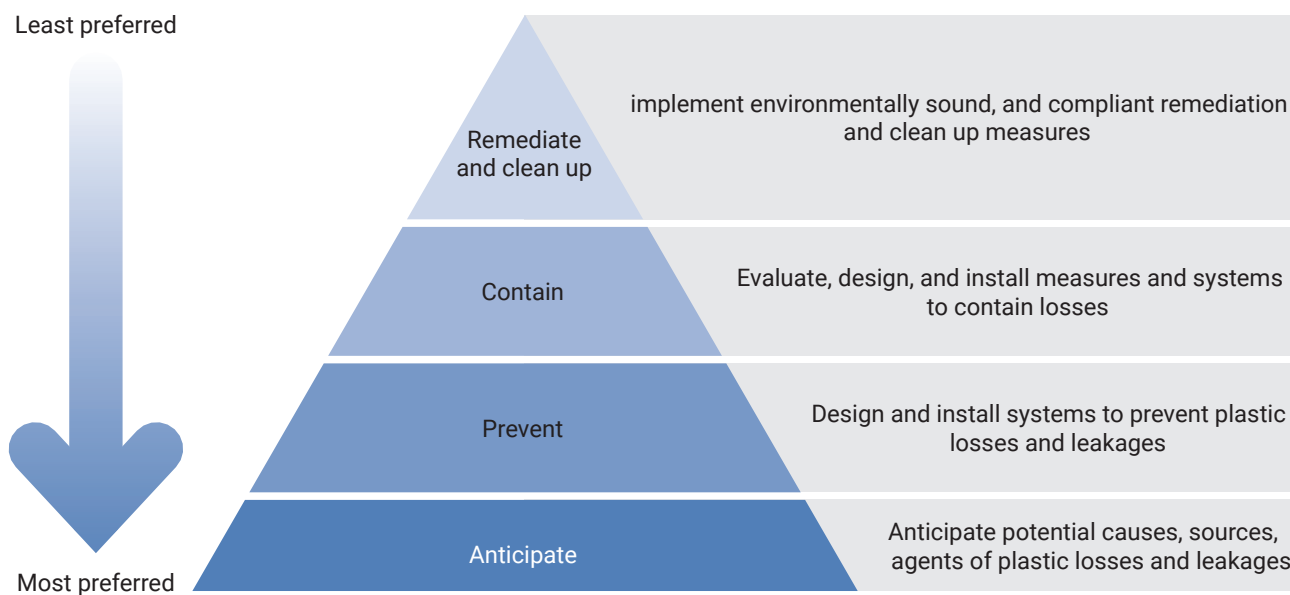 Least preferred
implement environmentally sound, and compliant remediation
and clean up measures
Remediate
and clean up
Contain
Evaluate, design, and install measures and systems
to contain losses
Prevent
Design and install systems to prevent plastic
losses and leakages
Anticipate
Anticipate potential causes, sources,
agents of plastic losses and leakages
Most preferred